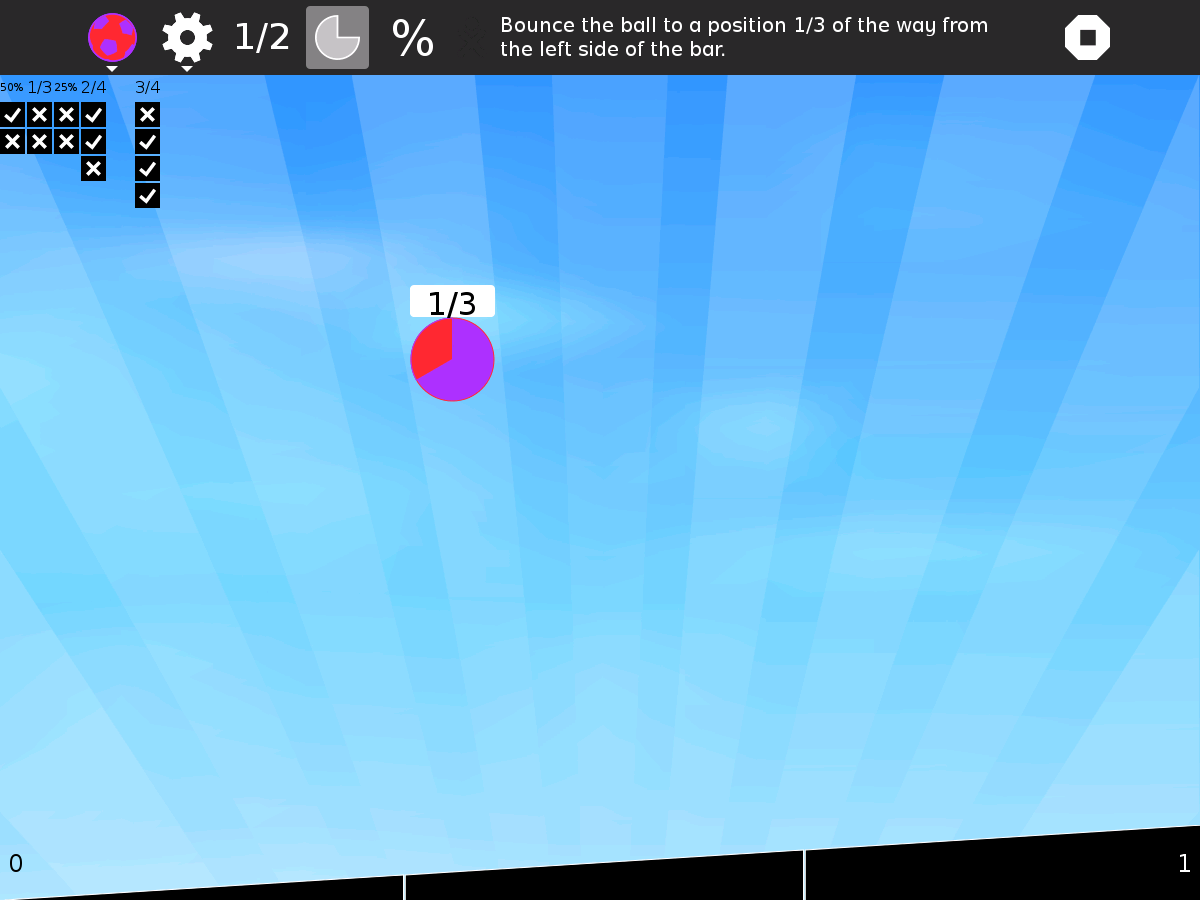 1/2 % Bounce the ball to a position 1/3 of the way from
the left side of the bar.
50% 1/3 25% 2/4 3/4
1/3
0 1